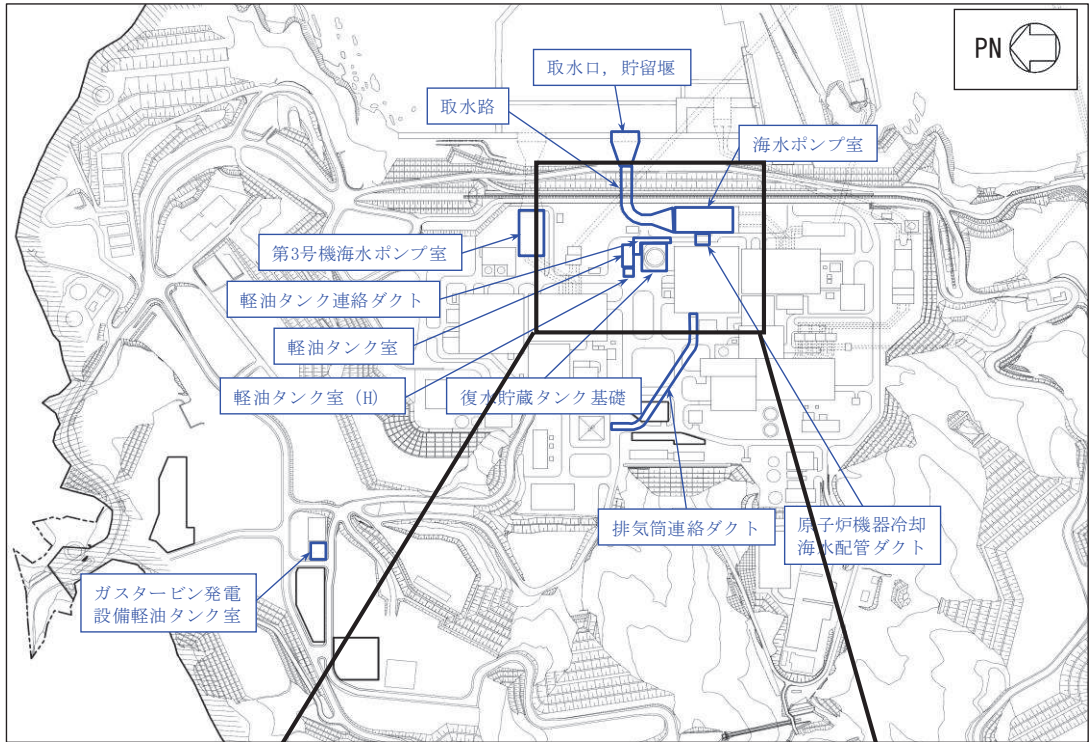 PN
取水口，貯留堰
取水路
海水ポンプ室
第3号機海水ポンプ室
軽油タンク連絡ダクト
軽油タンク室
軽油タンク室（H）
復水貯蔵タンク基礎
排気筒連絡ダクト
原子炉機器冷却
海水配管ダクト
ガスタービン発電
設備軽油タンク室